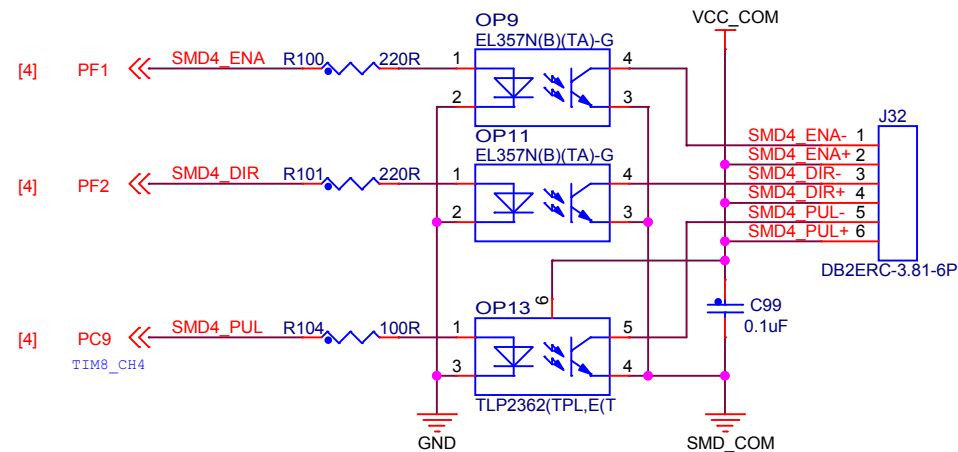 OP9
VCC_COM
EL357N(B)(TA)-G
[4] PF1 SMD4_ENA R100 220R 1 4
2 3
J32
OP11
SMD4_ENA- 1
EL357N(B)(TA)-G
SMD4_ENA+ 2
[4] PF2 SMD4_DIR R101 220R 1 4
SMD4_DIR- 3
SMD4_DIR+ 4
2 3
SMD4_PUL- 5
SMD4_PUL+ 6
DB2ERC-3.81-6P
6
OP13
C99
0.1uF
[4] PC9 SMD4_PUL R104 100R 1 5
TIM8_CH4
3 4
TLP2362(TPL,E(T
GND
SMD_COM